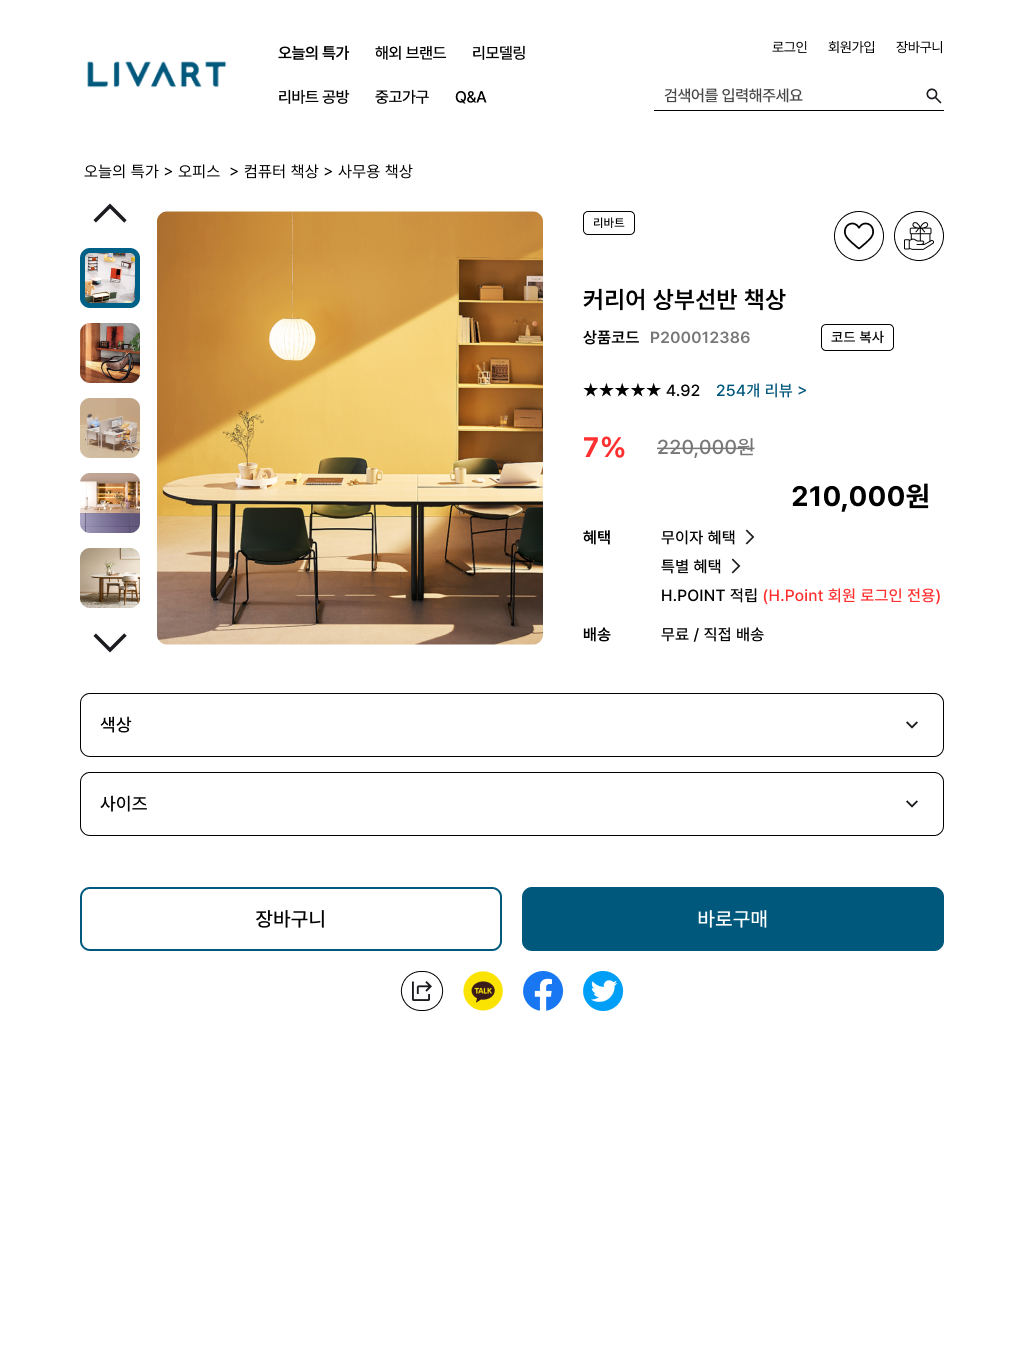 LIVART
오늘의 특가 해외 브랜드 리모델링
리바트 공방 중고가구 Q&A
로그인 회원가입 장바구니
검색어를 입력해주세요
오늘의 특가 > 오피스 > 컴퓨터 책상 > 사무용 책상
리바트
커리어 상부선반 책상
상품코드 P200012386 코드 복사
★★★★★ 4.92 254개 리뷰 >
7% 220,000원
210,000원
혜택 무이자 혜택 >
특별 혜택 >
H.POINT 적립 (H.Point 회원 로그인 전용)
배송 무료 / 직접 배송
색상
사이즈
장바구니 바로구매
TALK